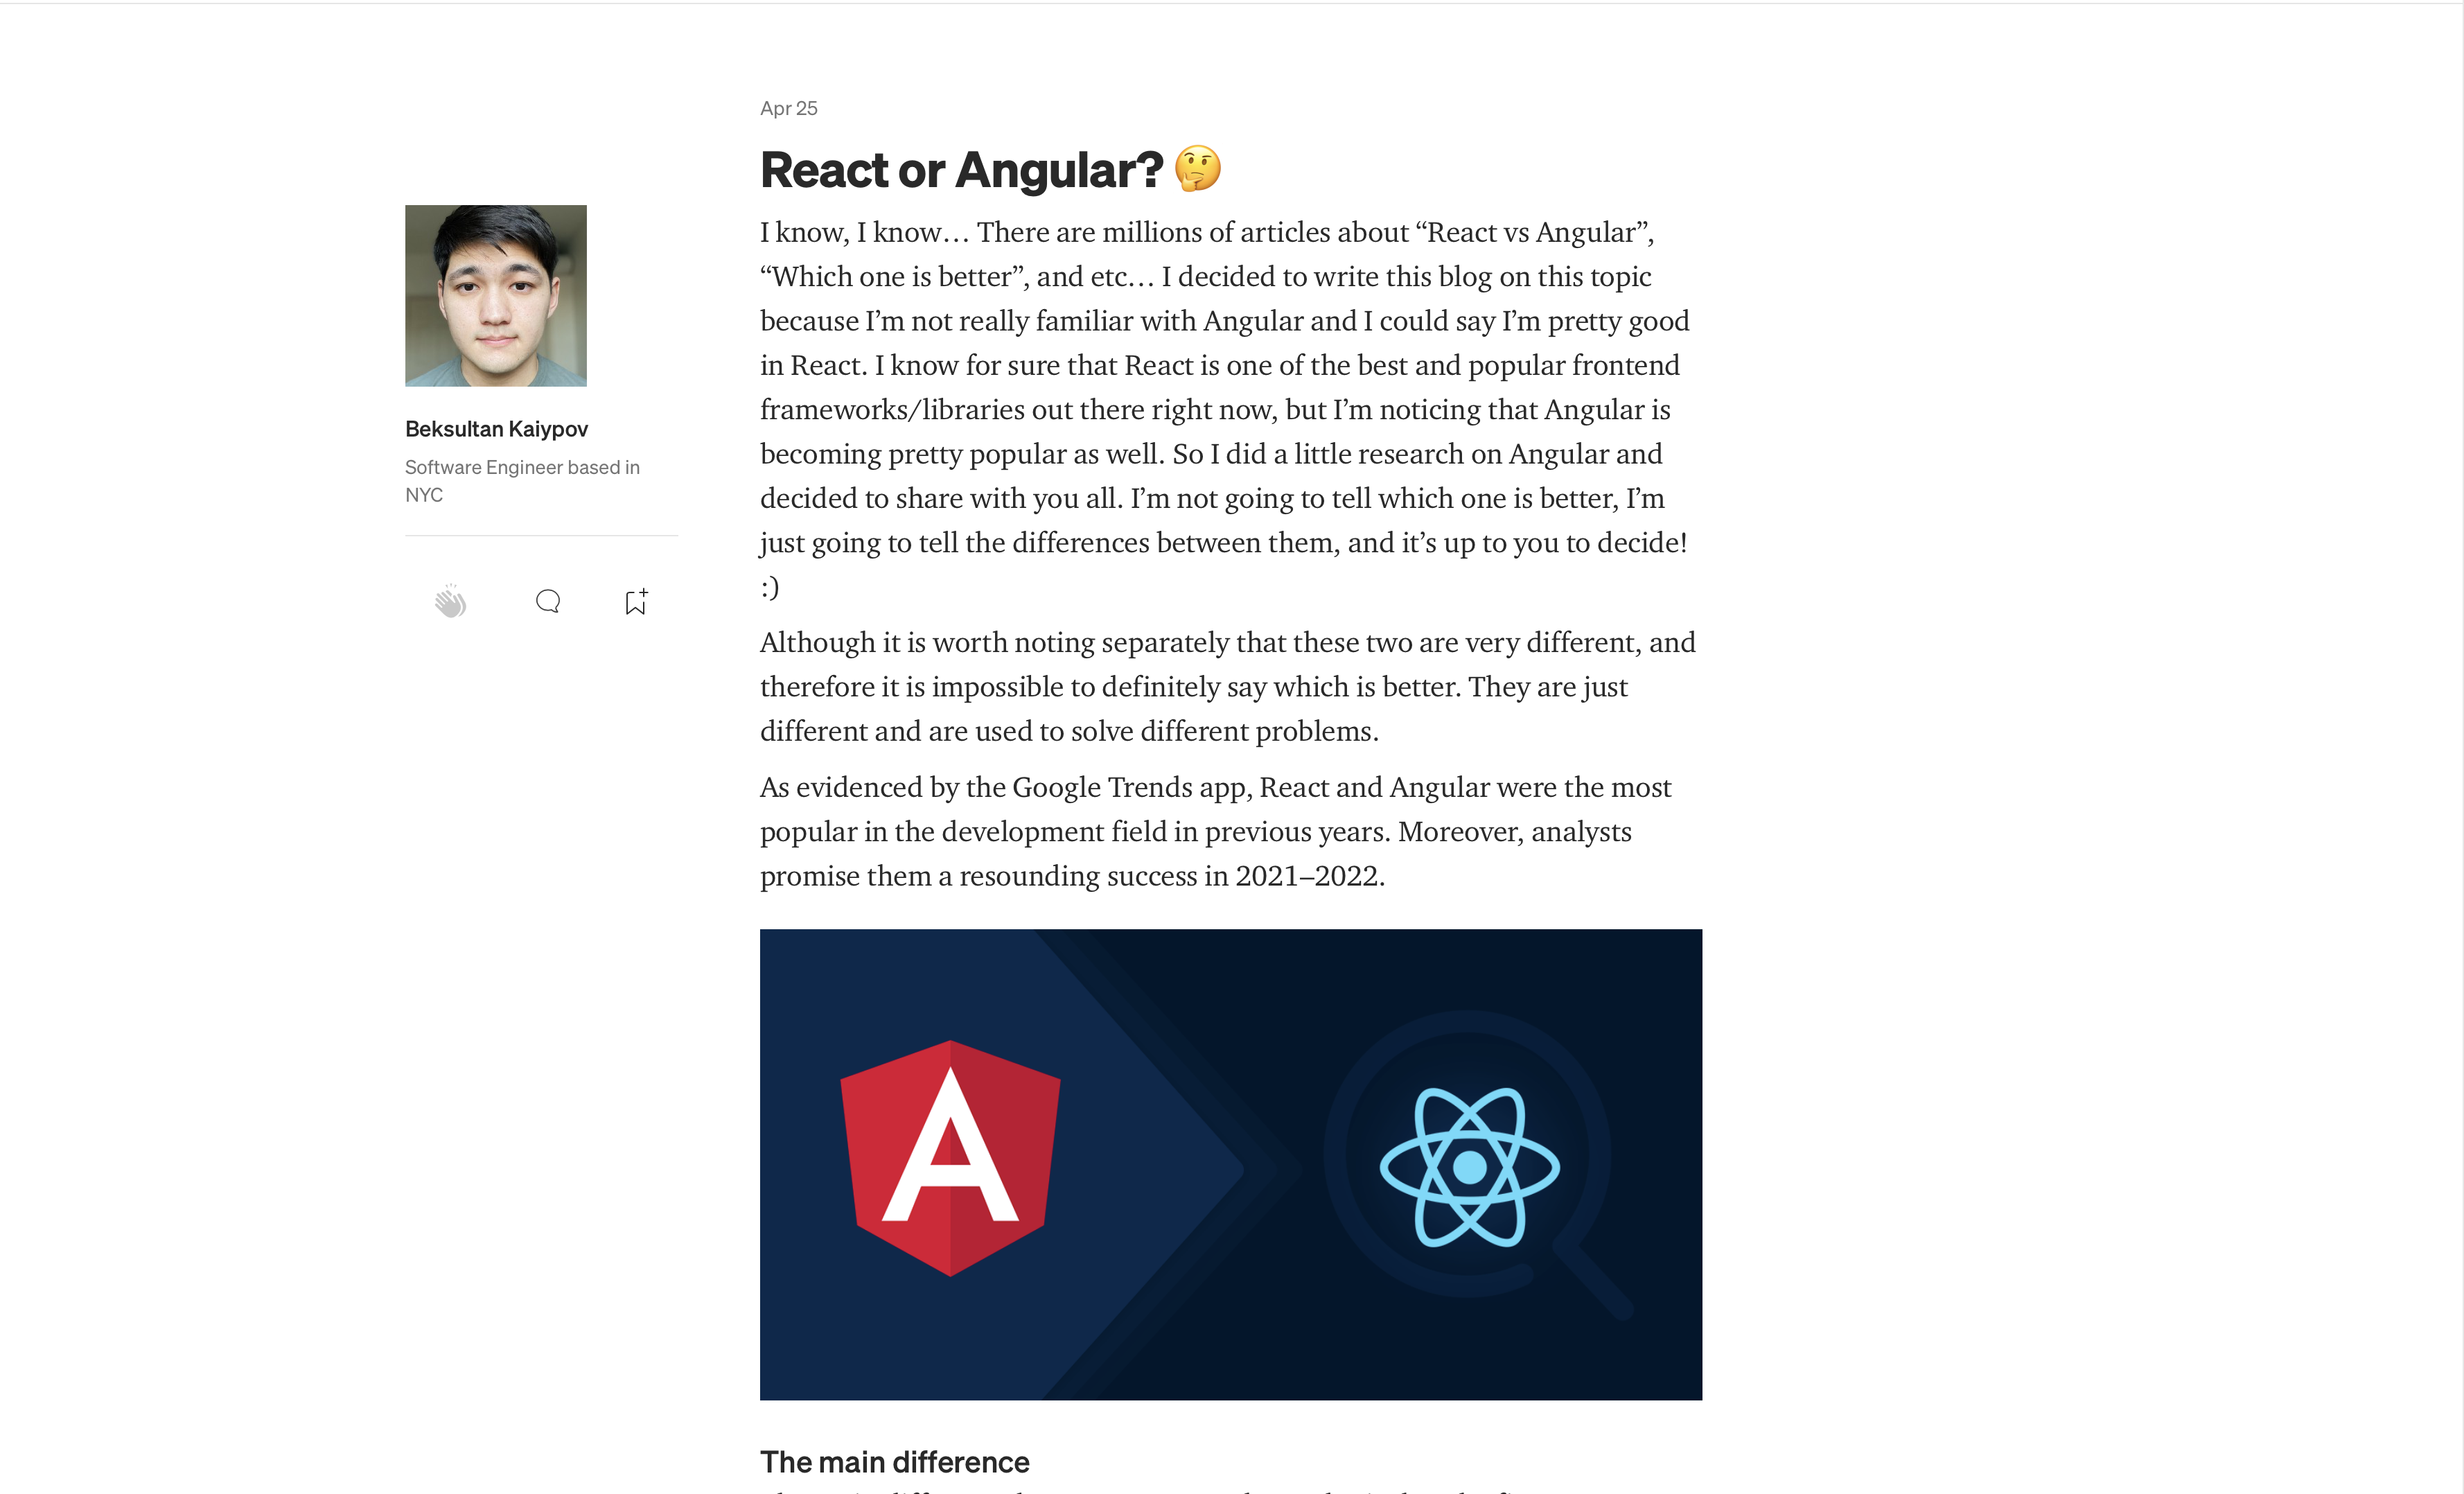 Apr 25
React or Angular? 🤔
I know, I know… There are millions of articles about “React vs Angular”,
“Which one is better”, and etc… I decided to write this blog on this topic
because I’m not really familiar with Angular and I could say I’m pretty good
in React. I know for sure that React is one of the best and popular frontend
frameworks/libraries out there right now, but I’m noticing that Angular is
becoming pretty popular as well. So I did a little research on Angular and
decided to share with you all. I’m not going to tell which one is better, I’m
just going to tell the differences between them, and it’s up to you to decide!
:)
Beksultan Kaiypov
Software Engineer based in
NYC
Although it is worth noting separately that these two are very different, and
therefore it is impossible to definitely say which is better. They are just
different and are used to solve different problems.
As evidenced by the Google Trends app, React and Angular were the most
popular in the development field in previous years. Moreover, analysts
promise them a resounding success in 2021–2022.
A
The main difference